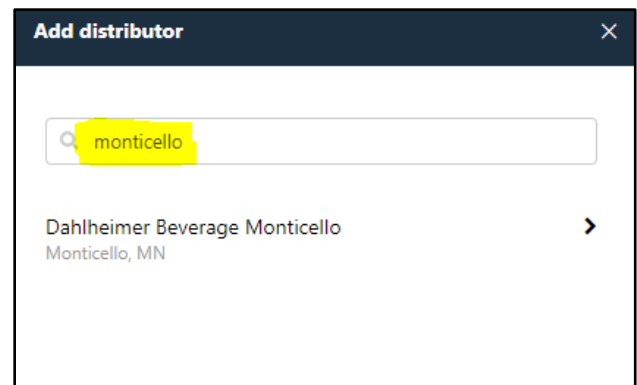 Add distributor
monticello
Dahlheimer Beverage Monticello
Monticello, MN